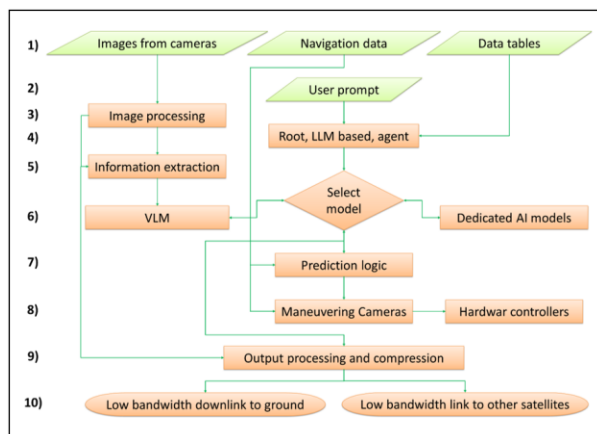 1) Images from cameras Navigation data Data tables
2) User prompt
3) Image processing
4) Root, LLM based, agent
5) Information extraction
Select
model
6) VLM Dedicated AI models
7) Prediction logic
8) Maneuvering Cameras Hardwar controllers
9) Output processing and compression
10) Low bandwidth downlink to ground Low bandwidth link to other satellites